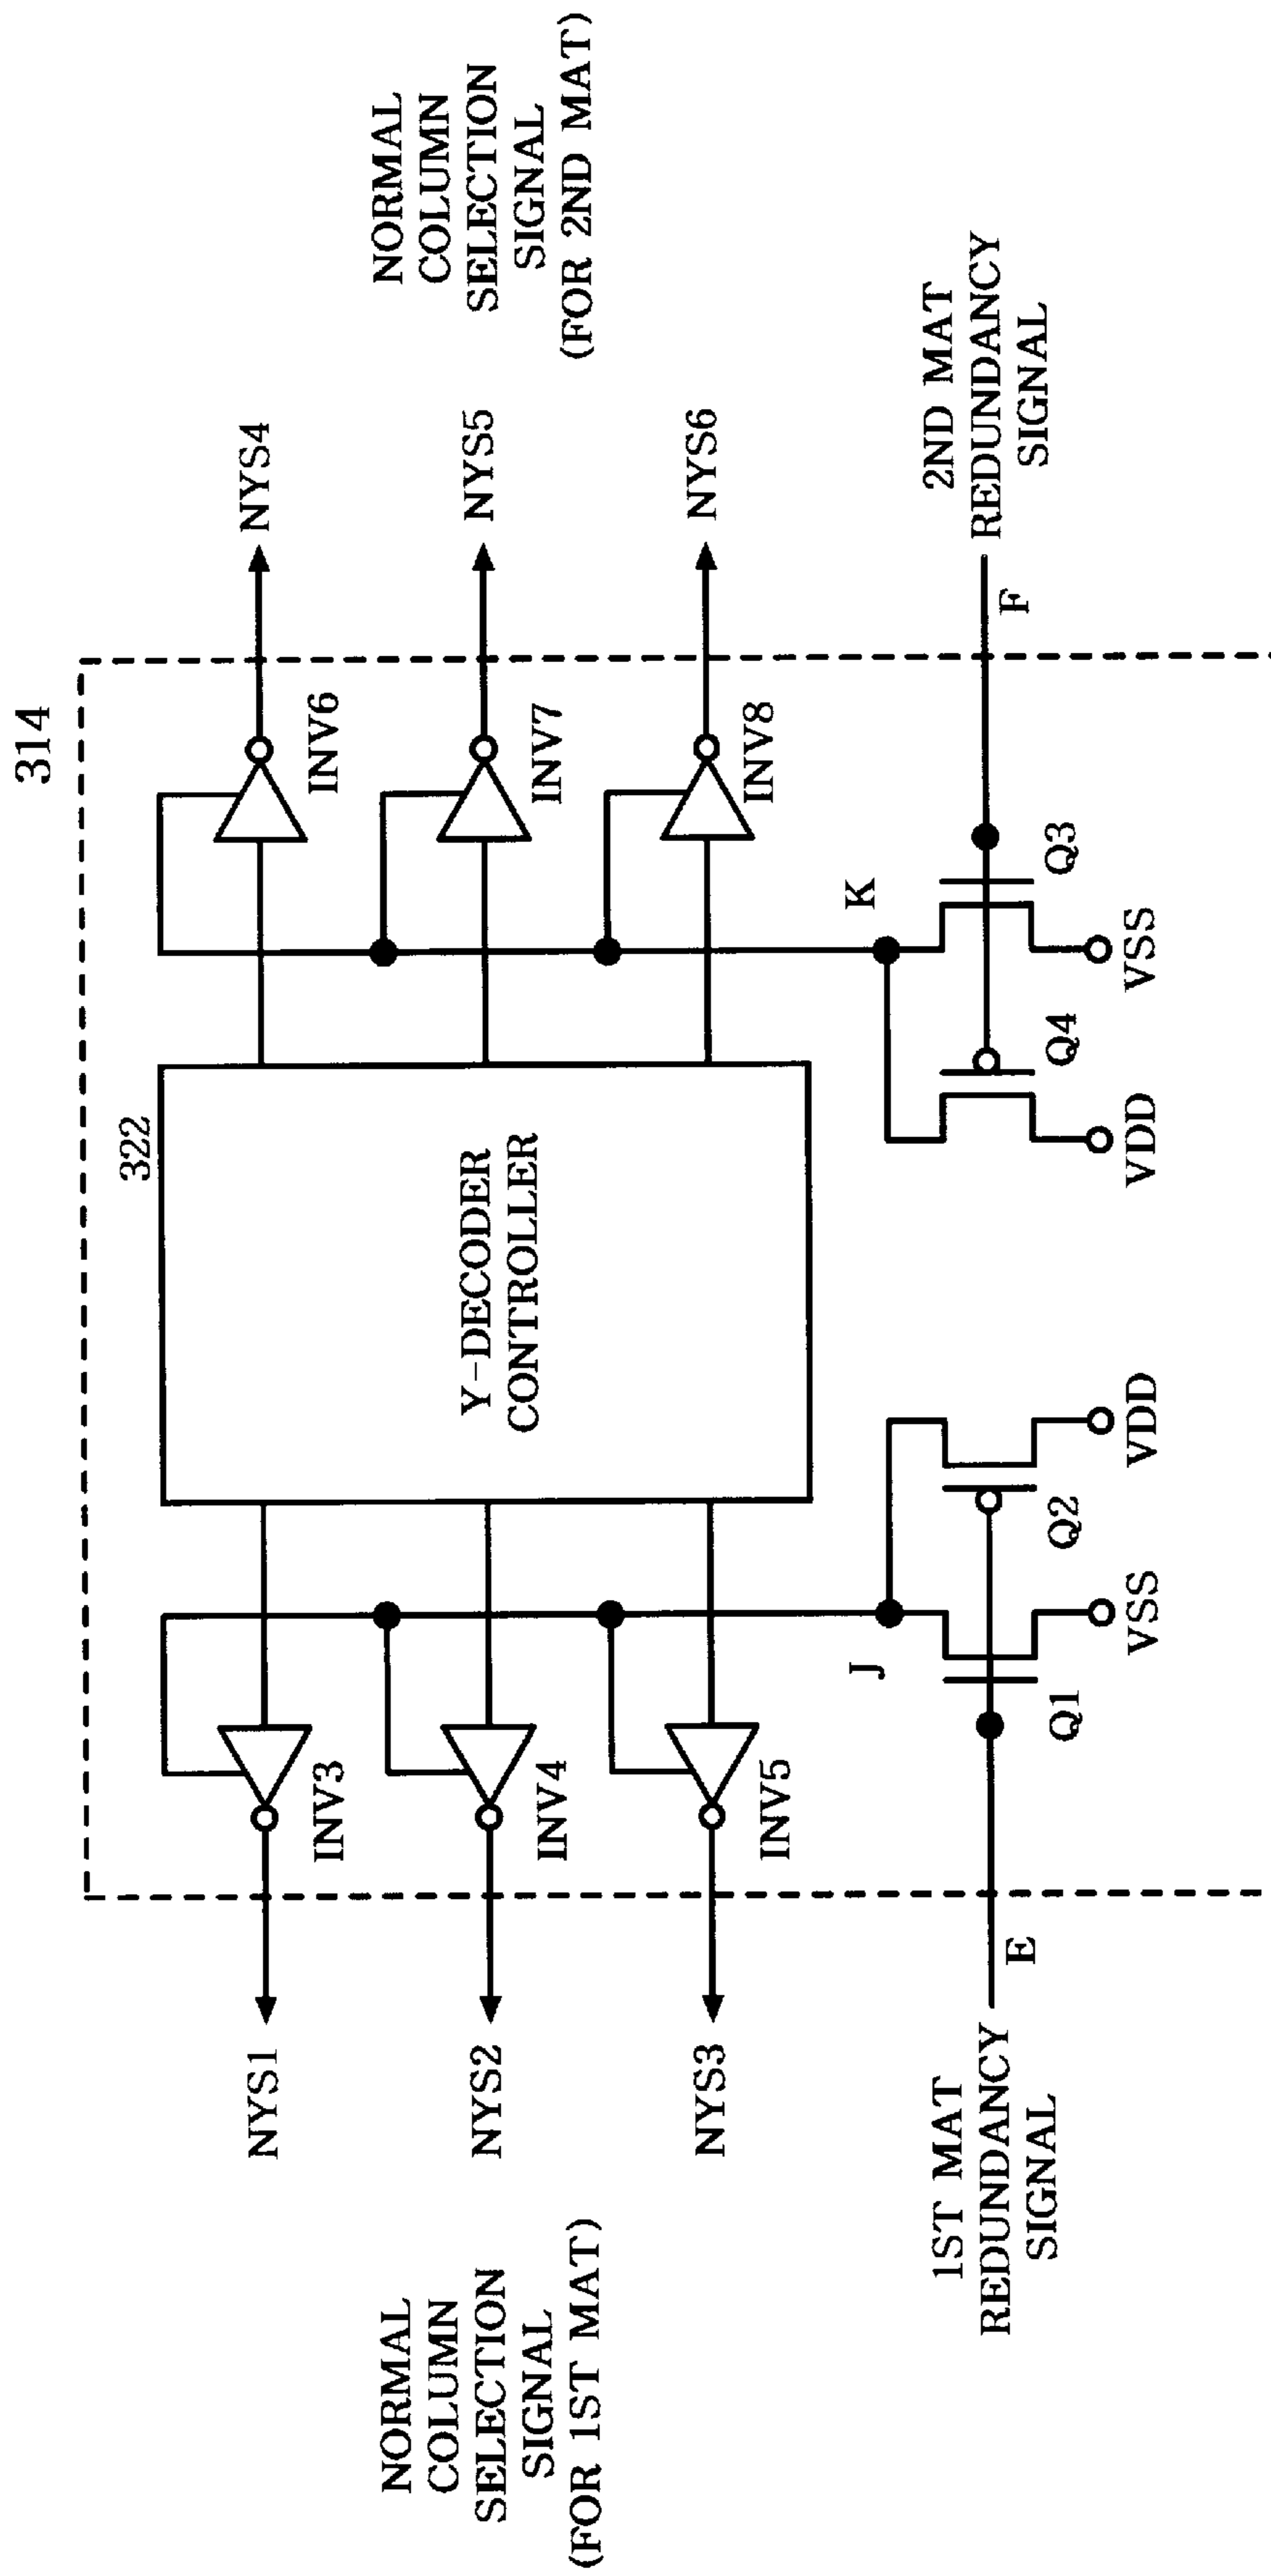 314
NORMAL
COLUMN
SELECTION
SIGNAL
(FOR 1ST MAT)
NYS1
NYS2
NYS3
INV3
INV4
INV5
322
Y-DECODER
CONTROLLER
INV6
INV7
INV8
NYS4
NYS5
NYS6
NORMAL
COLUMN
SELECTION
SIGNAL
(FOR 2ND MAT)
1ST MAT
REDUNDANCY
SIGNAL
E
J
Q1
VSS
Q2
VDD
K
Q4
VDD
Q3
VSS
F
2ND MAT
REDUNDANCY
SIGNAL